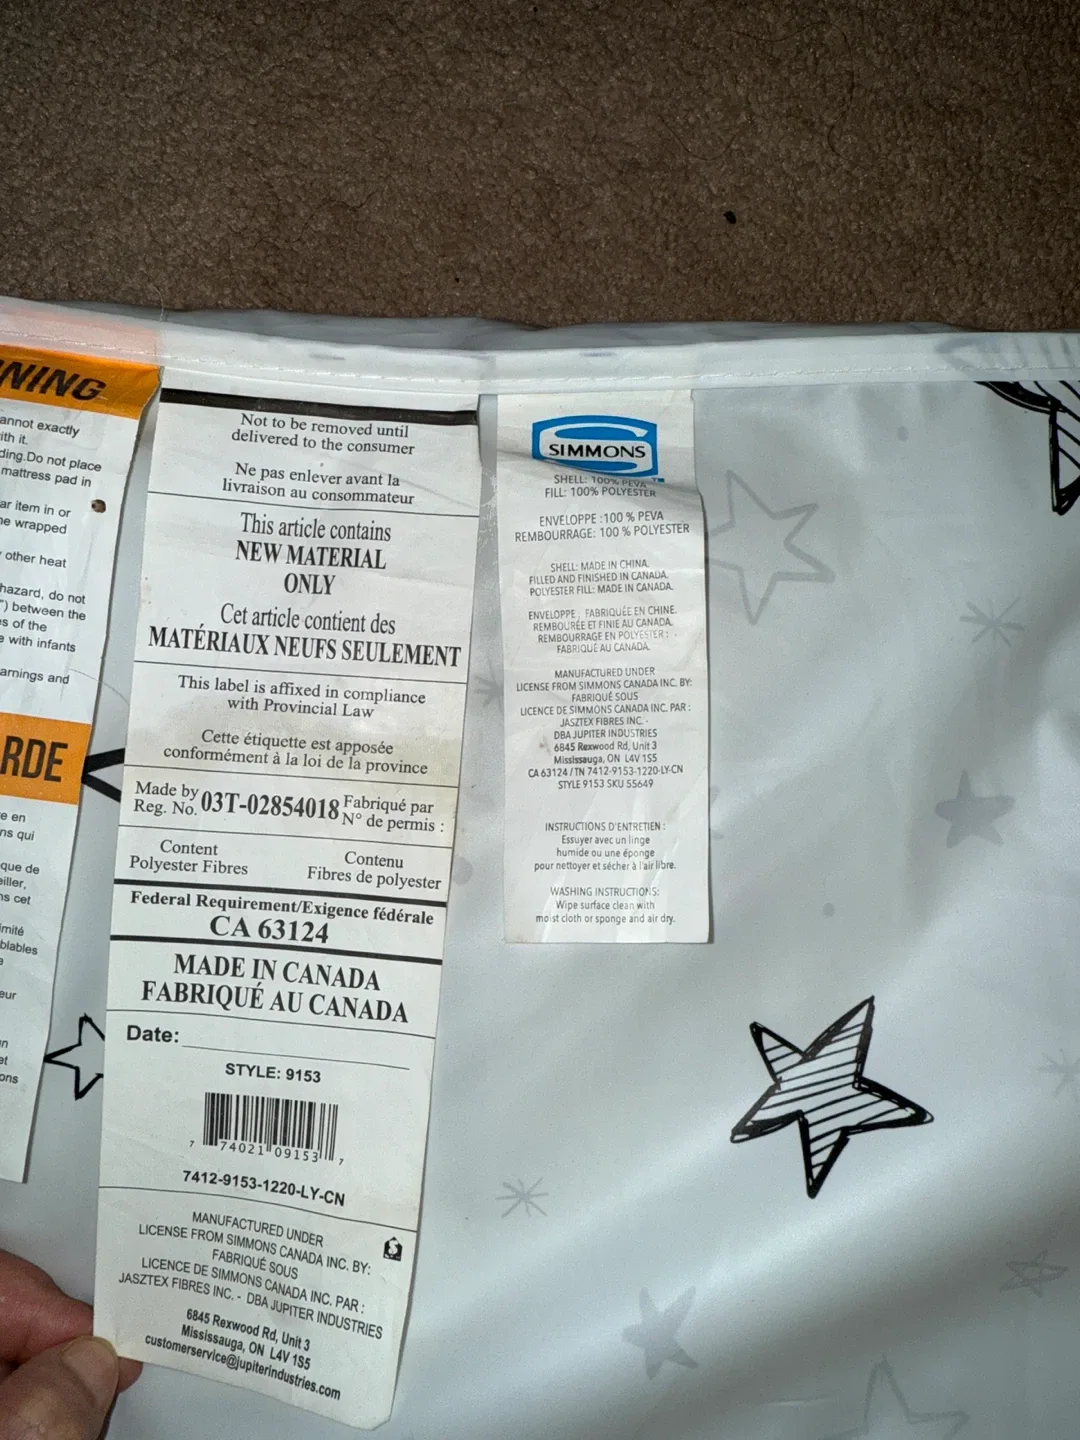 NING
annot exactly
ith it.
ding.Do not place
mattress pad in
ar item in or
e wrapped
other heat
hazard, do not
") between the
s of the
e with infants
arnings and
RDE
e en
ns qui
que de
eiller,
ns cet
imité
blables
e
eur
n
et
ons
Not to be removed until
delivered to the consumer
Ne pas enlever avant la
livraison au consommateur
This article contains
NEW MATERIAL
ONLY
Cet article contient des
MATÉRIAUX NEUFS SEULEMENT
This label is affixed in compliance
with Provincial Law
Cette étiquette est apposée
conformément à la loi de la province
Made by
Reg. No. 03T-02854018 Fabriqué par
N° de permis :
Content
Polyester Fibres
Contenu
Fibres de polyester
Federal Requirement/Exigence fédérale
CA 63124
MADE IN CANADA
FABRIQUÉ AU CANADA
Date:
STYLE: 9153
7 74021 09153 7
7412-9153-1220-LY-CN
MANUFACTURED UNDER
LICENSE FROM SIMMONS CANADA INC. BY:
FABRIQUÉ SOUS
LICENCE DE SIMMONS CANADA INC. PAR :
JASZTEX FIBRES INC. - DBA JUPITER INDUSTRIES
6845 Rexwood Rd, Unit 3
Mississauga, ON L4V 1S5
customerservice@jupiterindustries.com
SIMMONS
SHELL: 100% PEVA
FILL: 100% POLYESTER
ENVELOPPE :100 % PEVA
REMBOURRAGE: 100 % POLYESTER
SHELL: MADE IN CHINA.
FILLED AND FINISHED IN CANADA.
POLYESTER FILL: MADE IN CANADA.
ENVELOPPE : FABRIQUÉE EN CHINE.
REMBOURÉE ET FINIE AU CANADA.
REMBOURRAGE EN POLYESTER :
FABRIQUÉ AU CANADA.
MANUFACTURED UNDER
LICENSE FROM SIMMONS CANADA INC. BY:
FABRIQUÉ SOUS
LICENCE DE SIMMONS CANADA INC. PAR :
JASZTEX FIBRES INC. -
DBA JUPITER INDUSTRIES
6845 Rexwood Rd, Unit 3
Mississauga, ON L4V 1S5
CA 63124 / TN 7412-9153-1220-LY-CN
STYLE 9153 SKU 55649
INSTRUCTIONS D'ENTRETIEN :
Essuyer avec un linge
humide ou une éponge
pour nettoyer et sécher à l'air libre.
WASHING INSTRUCTIONS:
Wipe surface clean with
moist cloth or sponge and air dry.